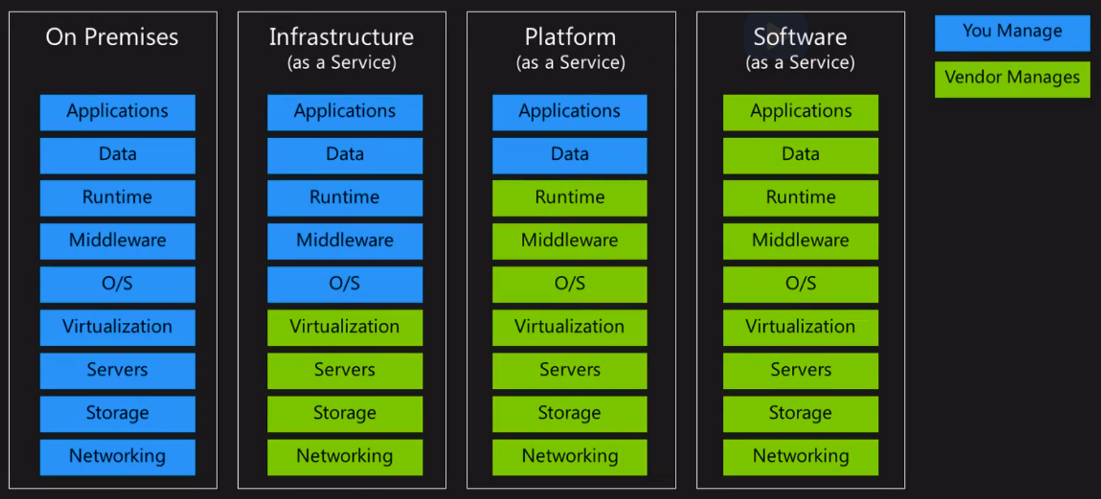 On Premises
Applications
Data
Runtime
Middleware
O/S
Virtualization
Servers
Storage
Networking
Infrastructure
(as a Service)
Applications
Data
Runtime
Middleware
O/S
Virtualization
Servers
Storage
Networking
Platform
(as a Service)
Applications
Data
Runtime
Middleware
O/S
Virtualization
Servers
Storage
Networking
Software
(as a Service)
Applications
Data
Runtime
Middleware
O/S
Virtualization
Servers
Storage
Networking
You Manage
Vendor Manages